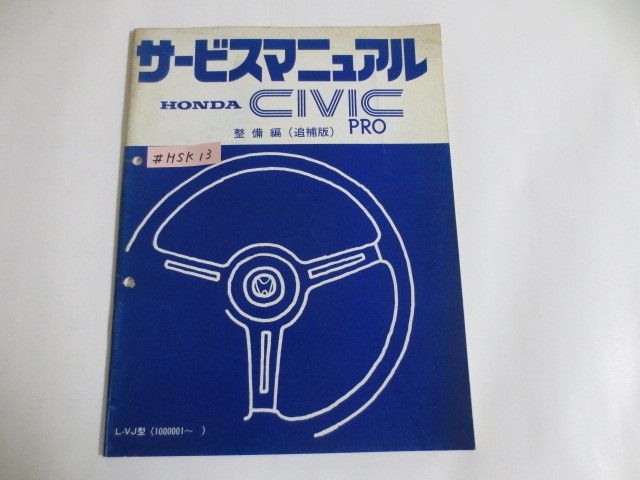 サービスマニュアル
HONDA CIVIC
PRO
整備編(追補版)
#HSK13
L-VJ型(1000001~ )